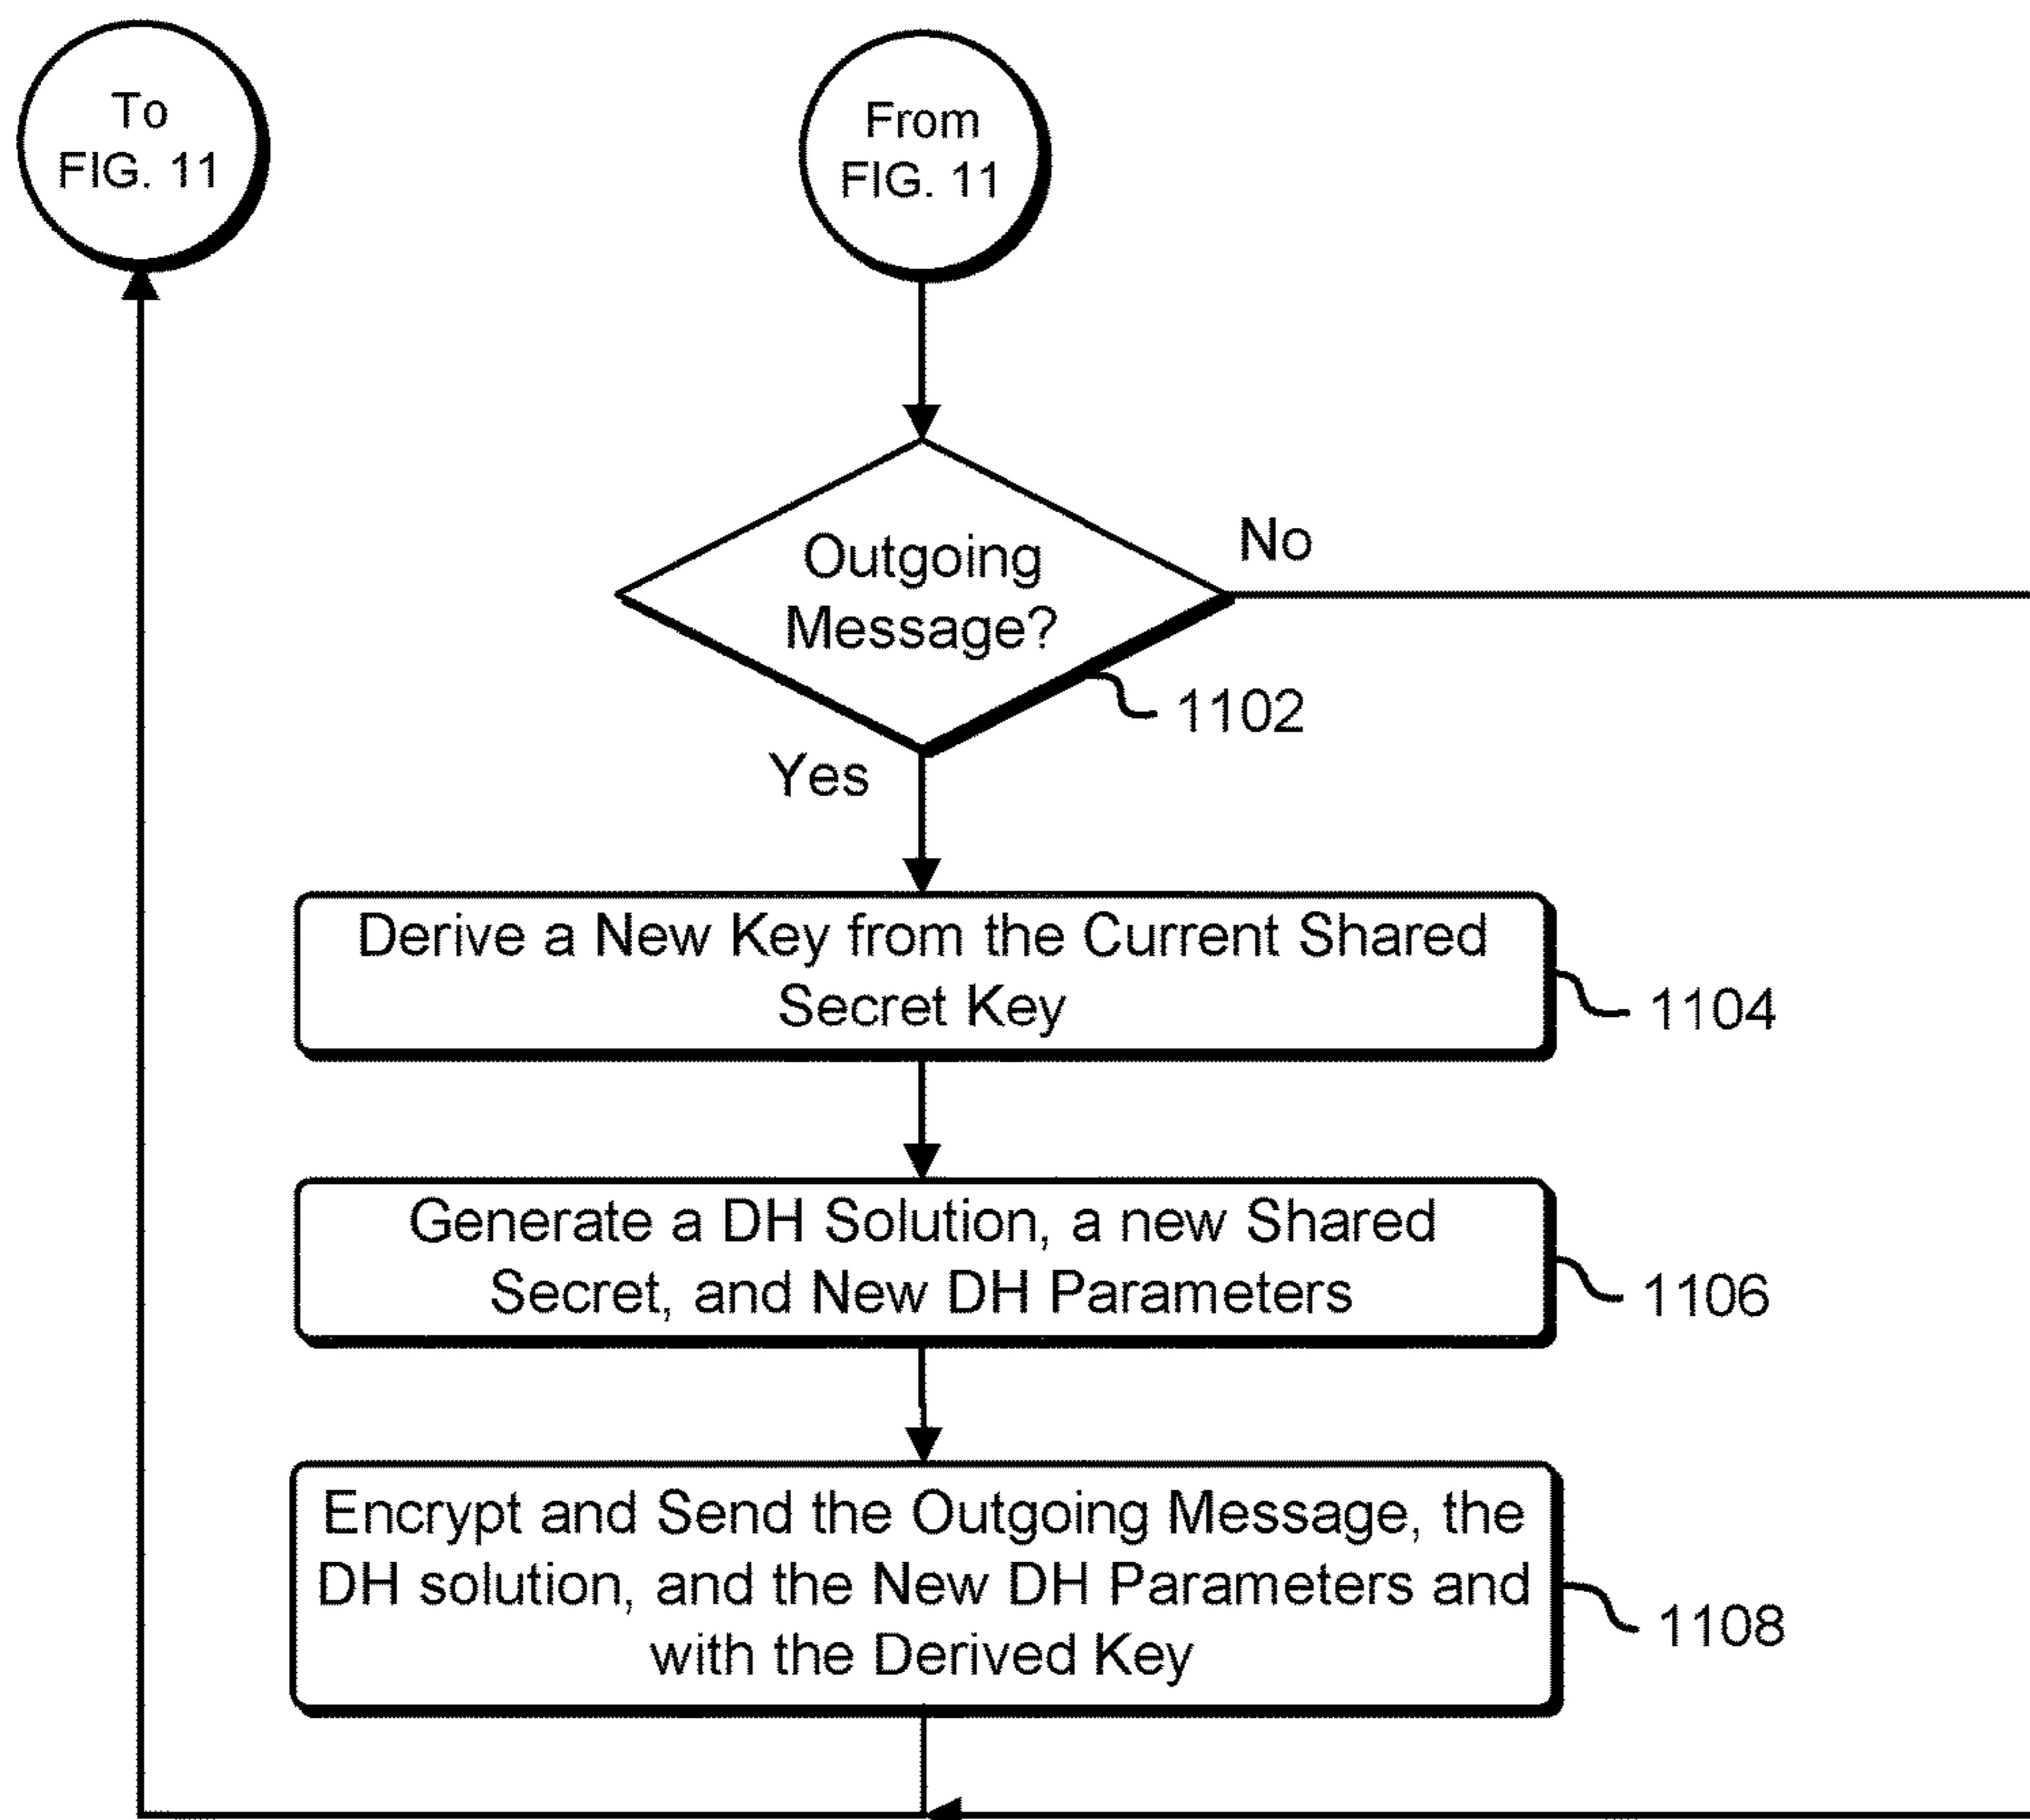 To
FIG. 11
From
FIG. 11
Outgoing
Message?
No
1102
Yes
Derive a New Key from the Current Shared
Secret Key
1104
Generate a DH Solution, a new Shared
Secret, and New DH Parameters
1106
Encrypt and Send the Outgoing Message, the
DH solution, and the New DH Parameters and
with the Derived Key
1108